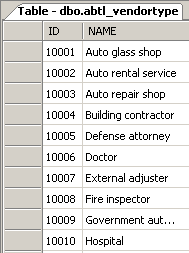 Table - dbo.abtl_vendortype
ID NAME
10001 Auto glass shop
10002 Auto rental service
10003 Auto repair shop
10004 Building contractor
10005 Defense attorney
10006 Doctor
10007 External adjuster
10008 Fire inspector
10009 Government aut...
10010 Hospital